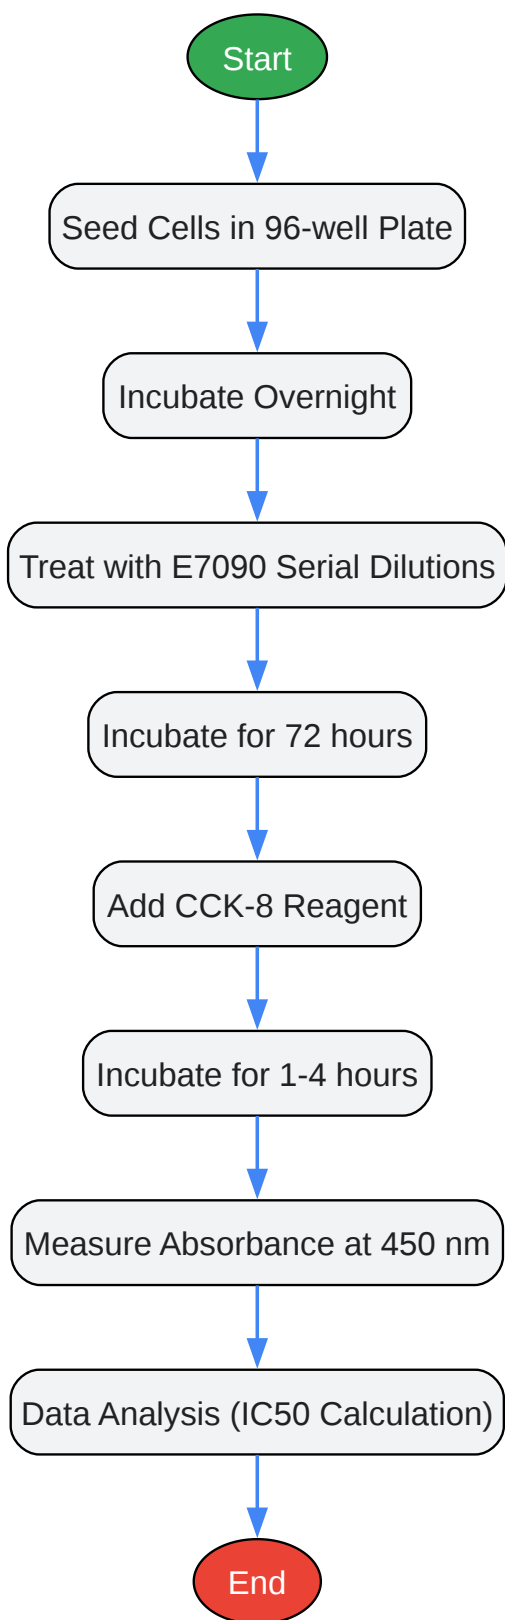 Start
Seed Cells in 96-well Plate
Incubate Overnight
Treat with E7090 Serial Dilutions
Incubate for 72 hours
Add CCK-8 Reagent
Incubate for 1-4 hours
Measure Absorbance at 450 nm
Data Analysis (IC50 Calculation)
End